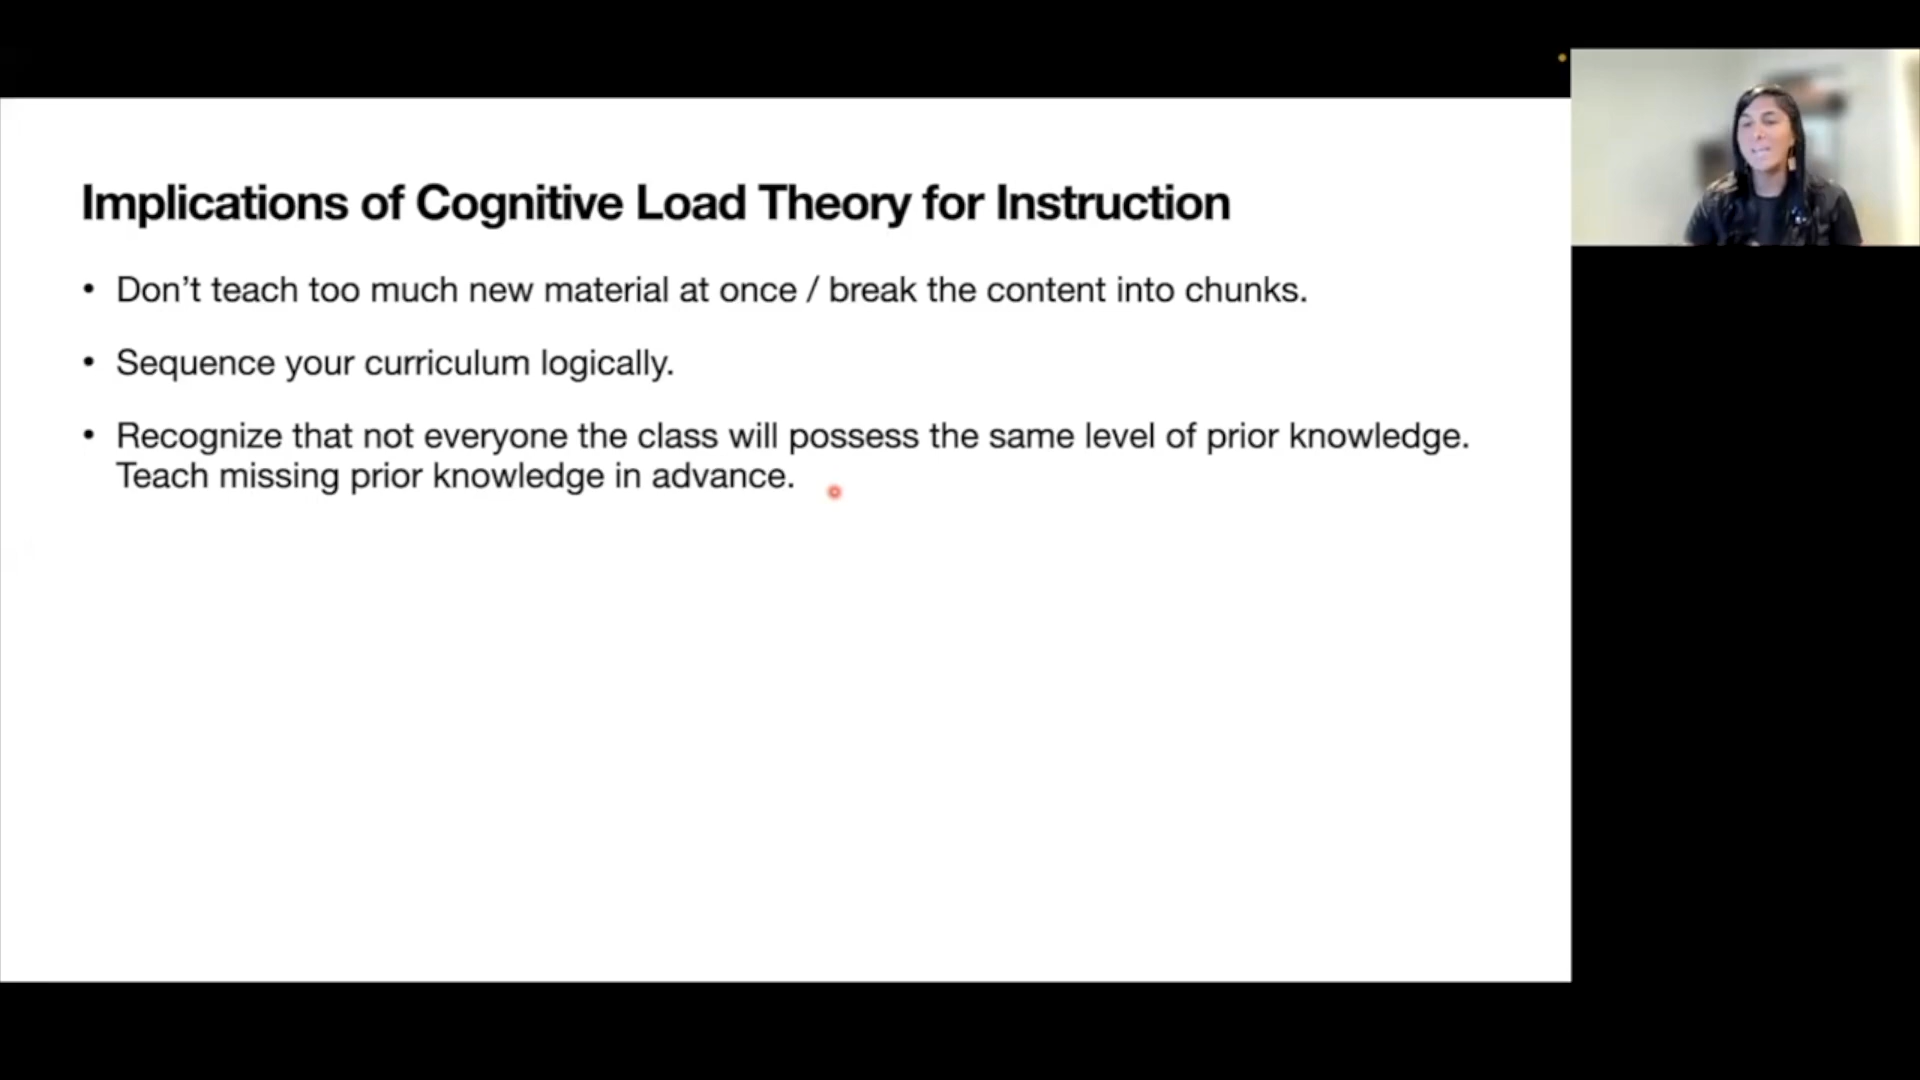 Implications of Cognitive Load Theory for Instruction
• Don’t teach too much new material at once / break the content into chunks.
• Sequence your curriculum logically.
• Recognize that not everyone the class will possess the same level of prior knowledge.
Teach missing prior knowledge in advance.